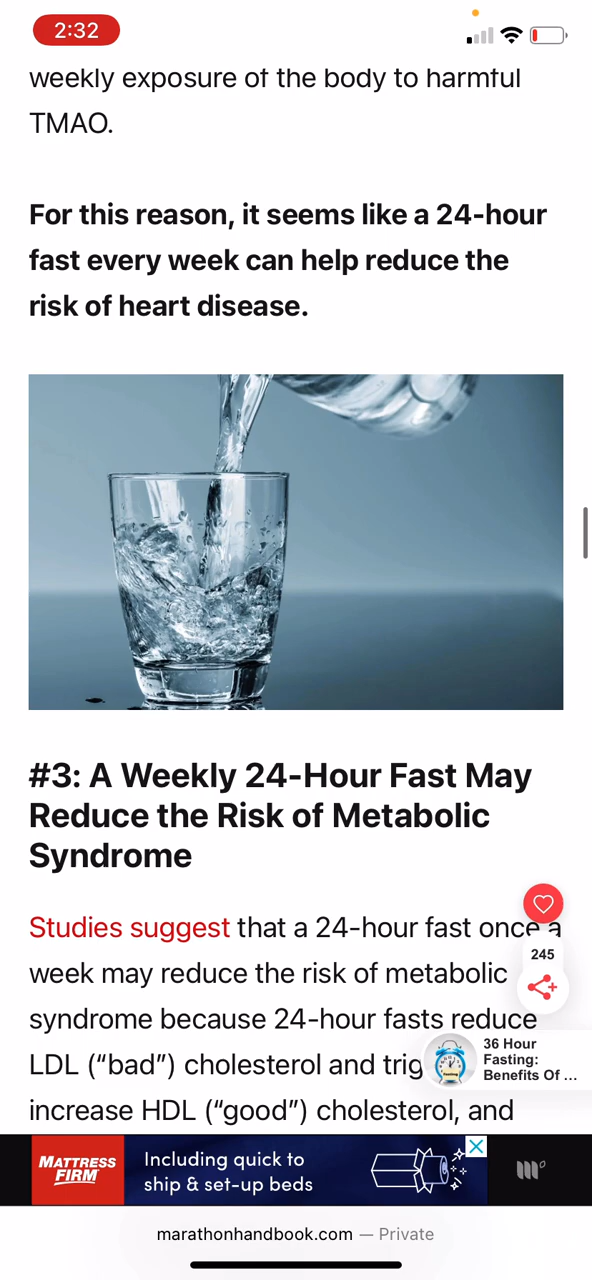 2:32
weekly exposure of the body to harmful
TMAO.
For this reason, it seems like a 24-hour
fast every week can help reduce the
risk of heart disease.
#3: A Weekly 24-Hour Fast May
Reduce the Risk of Metabolic
Syndrome
Studies suggest that a 24-hour fast once a
week may reduce the risk of metabolic
245
syndrome because 24-hour fasts reduce
LDL (“bad”) cholesterol and trig
36 Hour
Fasting:
Benefits Of ...
increase HDL (“good”) cholesterol, and
MATTRESS
FIRM
Including quick to
ship & set-up beds
marathonhandbook.com — Private